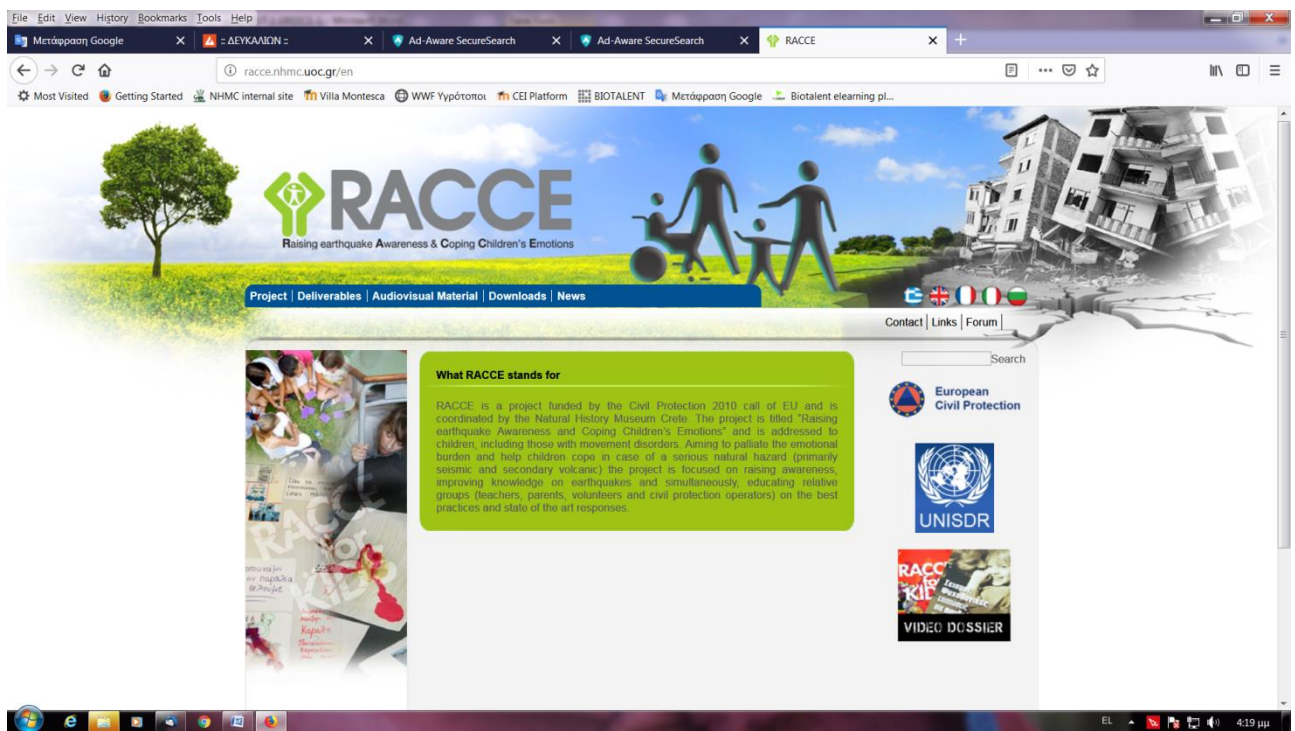 File Edit View History Bookmarks Tools Help
Μετάφραση Google
:: ΔΕΥΚΑΛΙΩΝ ::
Ad-Aware SecureSearch
Ad-Aware SecureSearch
RACCE
racce.nhmc.uoc.gr/en
Most Visited Getting Started NHMC internal site Villa Montesca WWF Υγρότοποι CEI Platform BIOTALENT Μετάφραση Google Biotalent elearning pl...
RACCE
Raising earthquake Awareness & Coping Children's Emotions
Project | Deliverables | Audiovisual Material | Downloads | News
Contact | Links | Forum |
Search
What RACCE stands for
RACCE is a project funded by the Civil Protection 2010 call of EU and is
coordinated by the Natural History Museum Crete. The project is titled "Raising
earthquake Awareness and Coping Children's Emotions" and is addressed to
children, including those with movement disorders. Aiming to palliate the emotional
burden and help children cope in case of a serious natural hazard (primarily
seismic and secondary volcanic) the project is focused on raising awareness,
improving knowledge on earthquakes and simultaneously, educating relative
groups (teachers, parents, volunteers and civil protection operators) on the best
practices and state of the art responses.
European
Civil Protection
UNISDR
RACCE
for
KIDS
VIDEO DOSSIER
RACCE
for
KIDS
EL
4:19 μμ